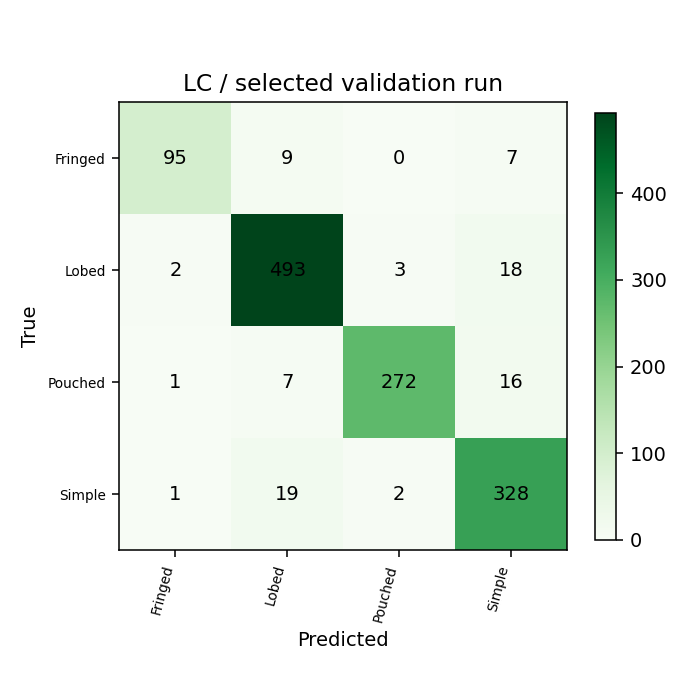 LC / selected validation run
True
Fringed 95 9 0 7
Lobed 2 493 3 18
Pouched 1 7 272 16
Simple 1 19 2 328
Fringed Lobed Pouched Simple
Predicted
400
300
200
100
0